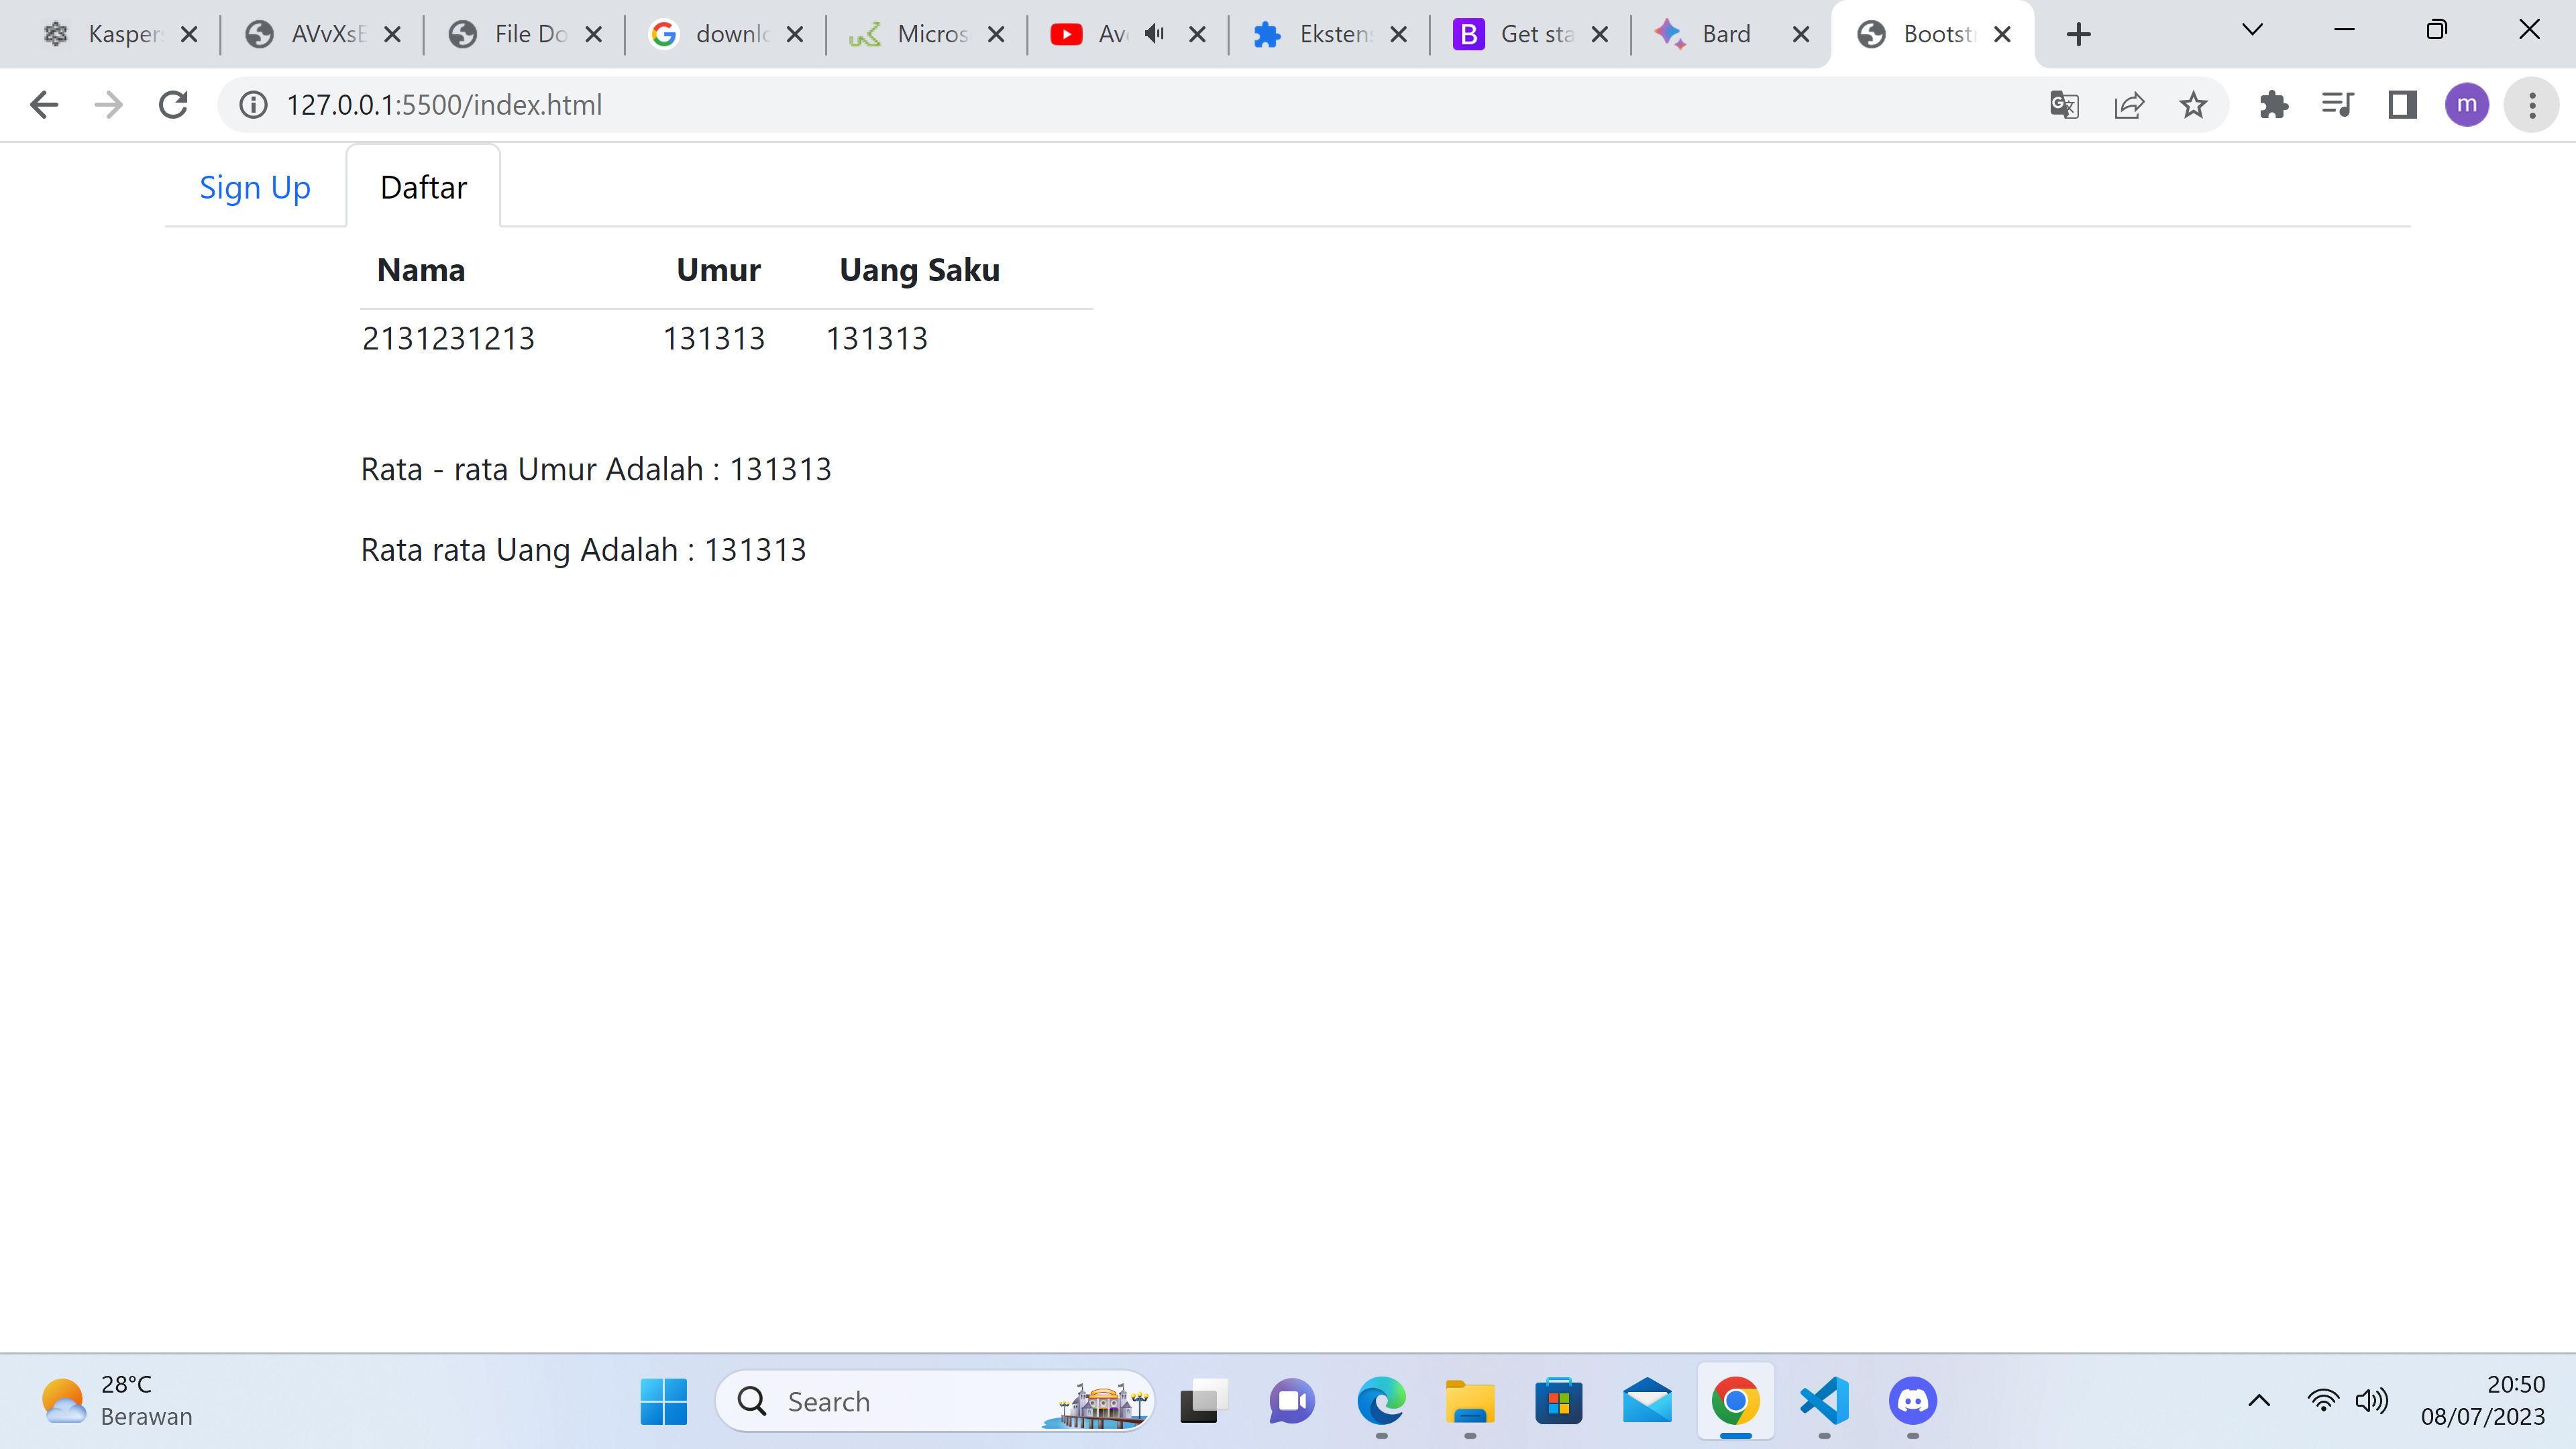 Kasper
AVvXsE
File Do
downlo
Micros
Av
Ekstens
Get sta
Bard
Bootstr
127.0.0.1:5500/index.html
m
Sign Up
Daftar
Nama Umur Uang Saku
2131231213 131313 131313
Rata - rata Umur Adalah : 131313
Rata rata Uang Adalah : 131313
28°C
Berawan
Search
20:50
08/07/2023